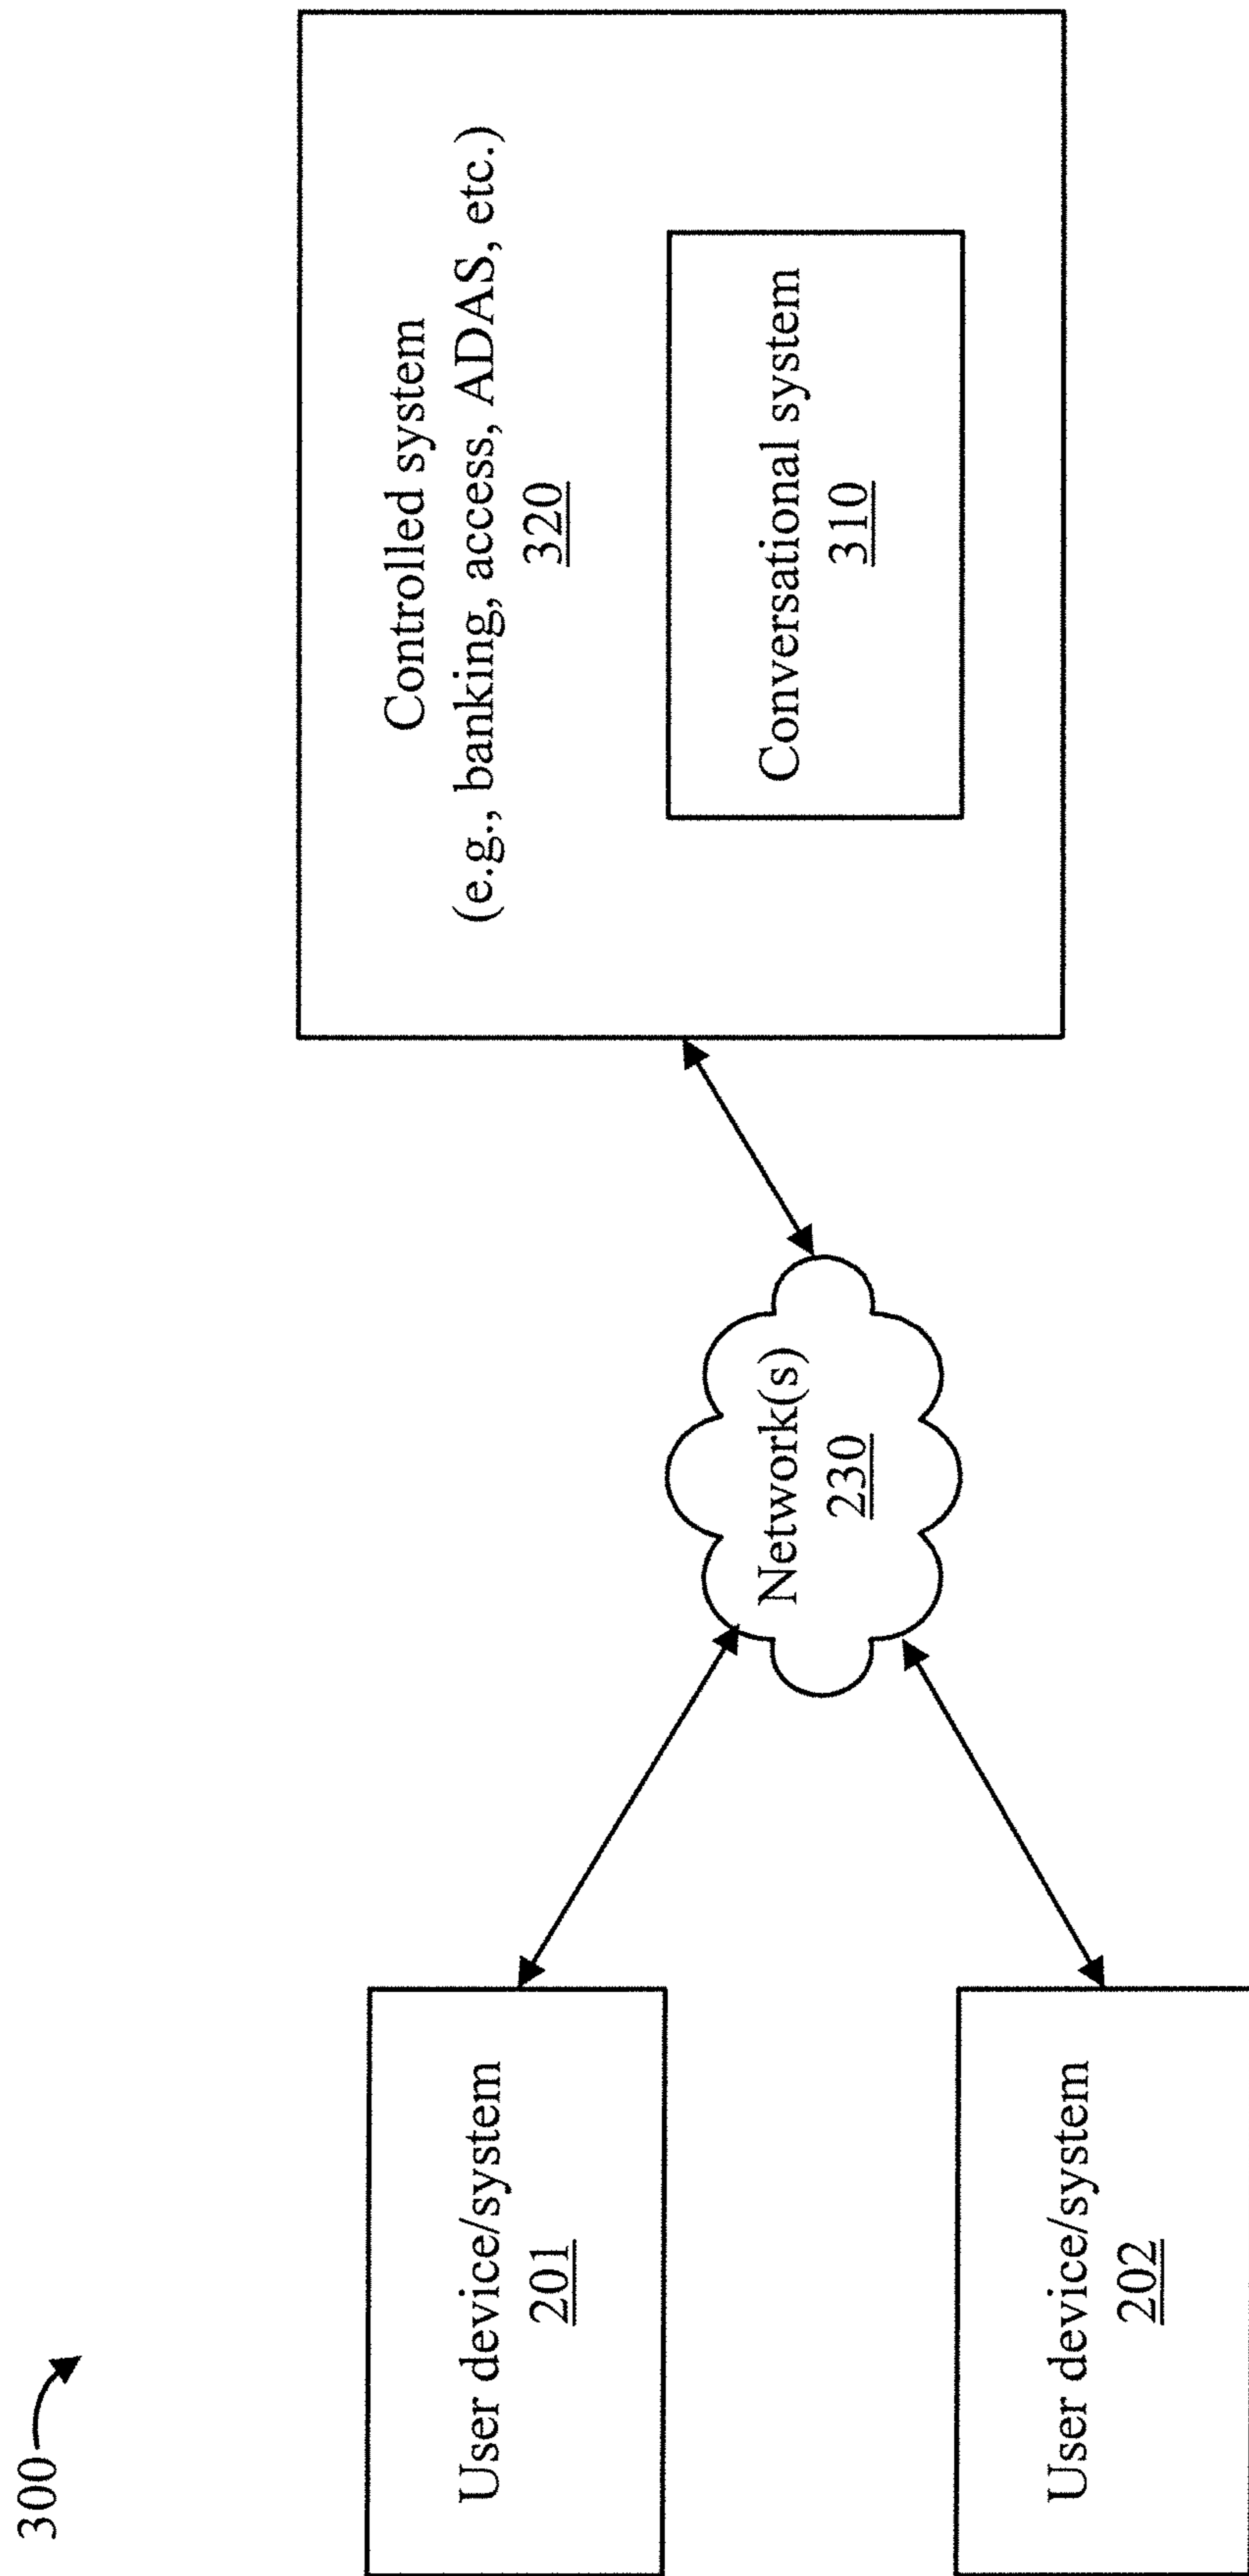 300
User device/system
201
User device/system
202
Network(s)
230
Controlled system
(e.g., banking, access, ADAS, etc.)
320
Conversational system
310